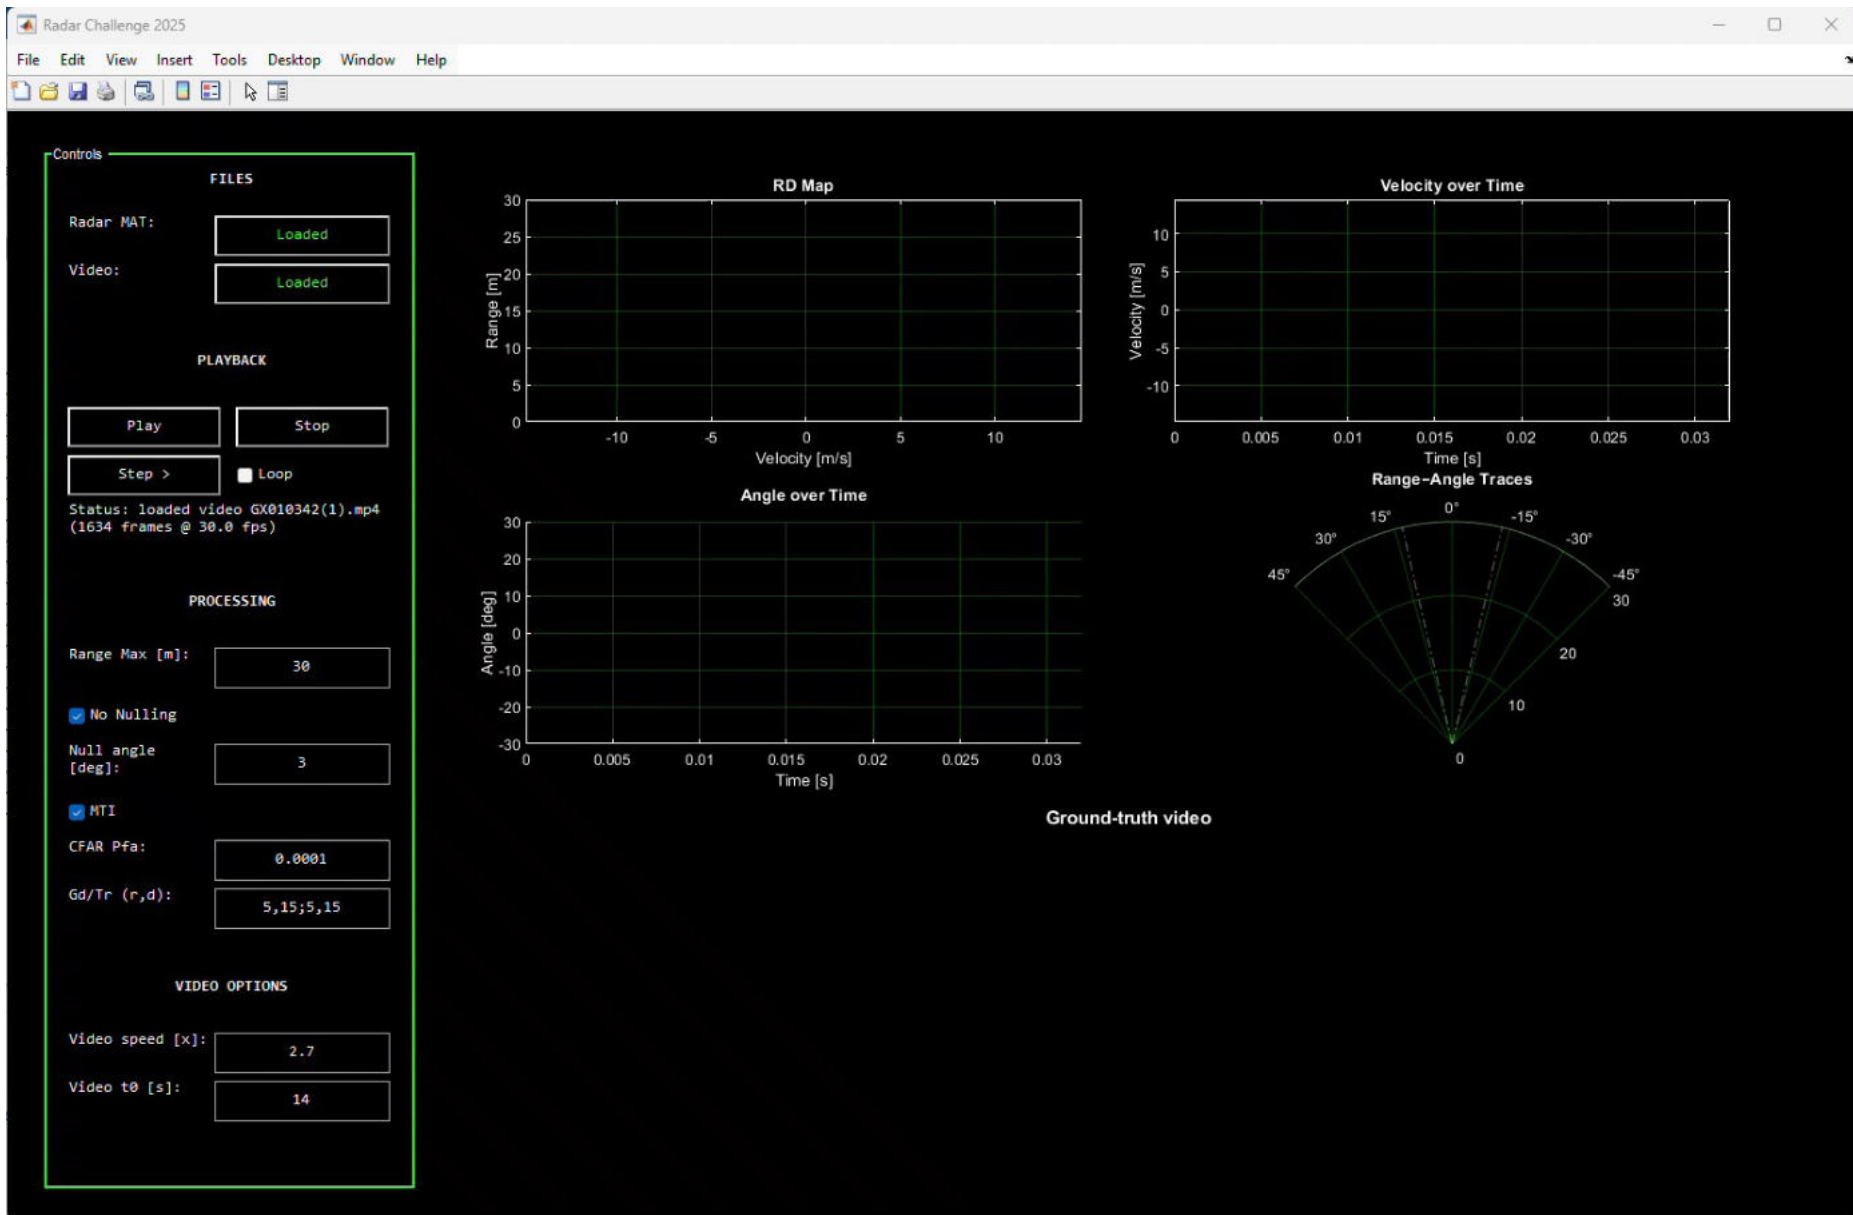 Radar Challenge 2025
File Edit View Insert Tools Desktop Window Help
Controls
FILES
Radar MAT:
Loaded
Video:
Loaded
PLAYBACK
Play
Stop
Step >
Loop
Status: loaded video GX010342(1).mp4
(1634 frames @ 30.0 fps)
PROCESSING
Range Max [m]:
30
No Nulling
Null angle
[deg]:
3
MTI
CFAR Pfa:
0.0001
Gd/Tr (r,d):
5,15;5,15
VIDEO OPTIONS
Video speed [x]:
2.7
Video t0 [s]:
14
RD Map
30
25
20
15
10
5
0
Range [m]
-10 -5 0 5 10
Velocity [m/s]
Velocity over Time
10
5
0
-5
-10
Velocity [m/s]
0 0.005 0.01 0.015 0.02 0.025 0.03
Time [s]
Angle over Time
30
20
10
0
-10
-20
-30
Angle [deg]
0 0.005 0.01 0.015 0.02 0.025 0.03
Time [s]
Range-Angle Traces
45° 30° 15° 0° -15° -30° -45°
30
20
10
0
Ground-truth video